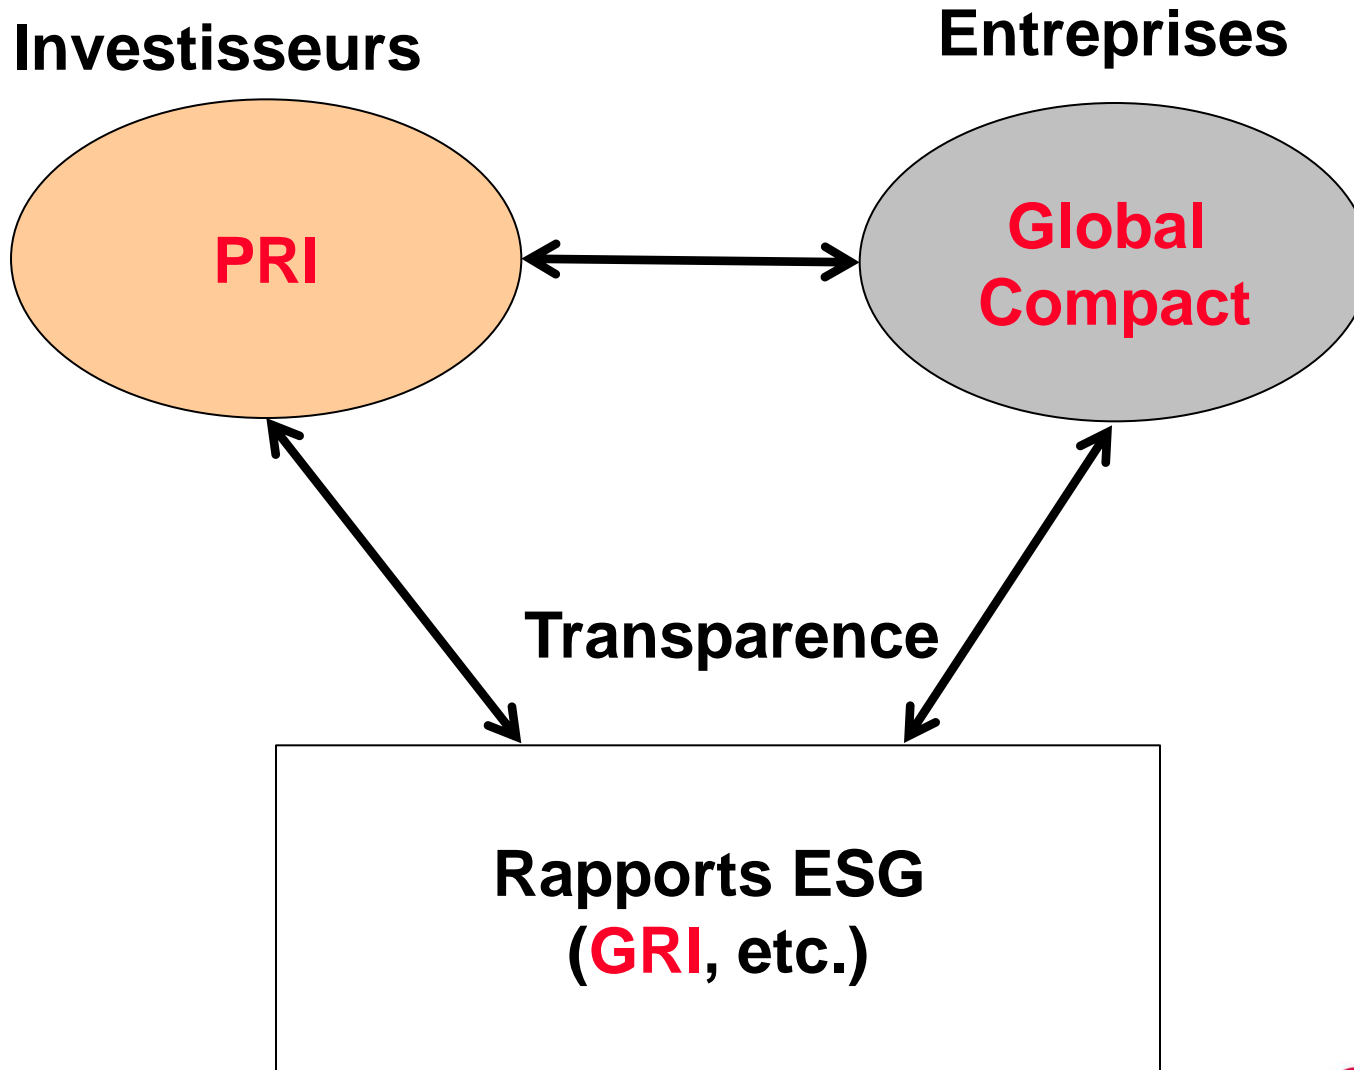 Investisseurs
Entreprises
PRI
Global
Compact
Transparence
Rapports ESG
(GRI, etc.)